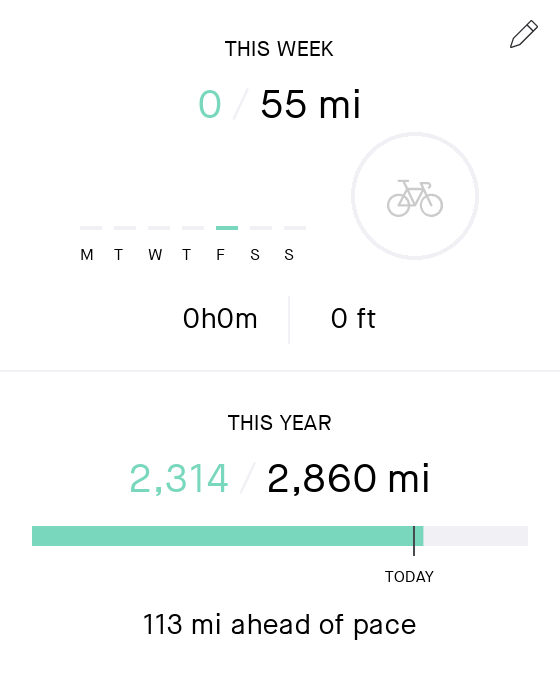 THIS WEEK
0 / 55 mi
M T W T F S S
0h0m
0 ft
THIS YEAR
2,314 / 2,860 mi
TODAY
113 mi ahead of pace